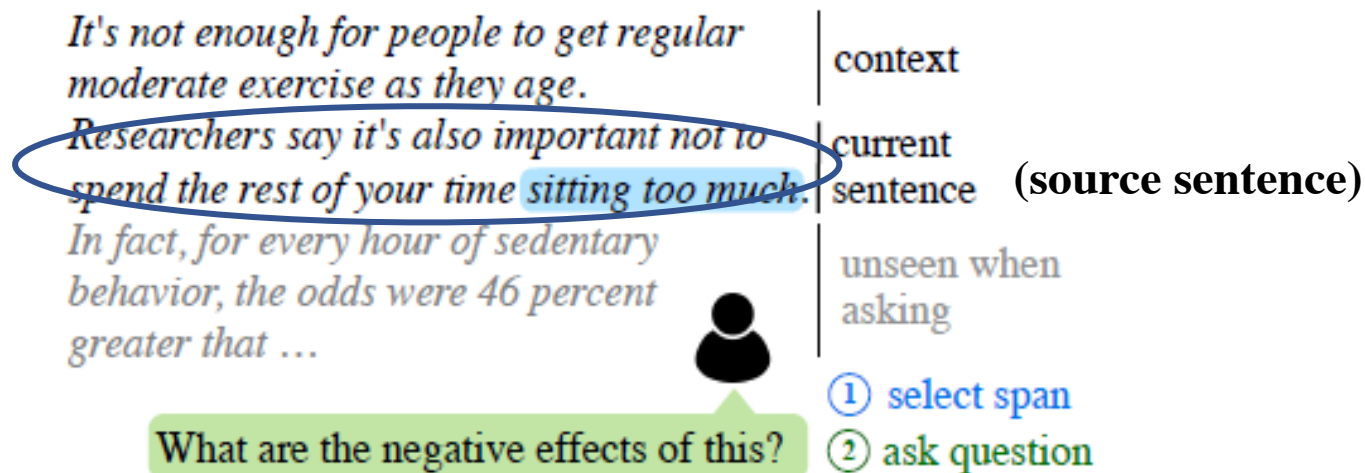 It's not enough for people to get regular
moderate exercise as they age.
context
Researchers say it's also important not to
spend the rest of your time sitting too much.
current
sentence
(source sentence)
In fact, for every hour of sedentary
behavior, the odds were 46 percent
greater that …
unseen when
asking
① select span
What are the negative effects of this?
② ask question